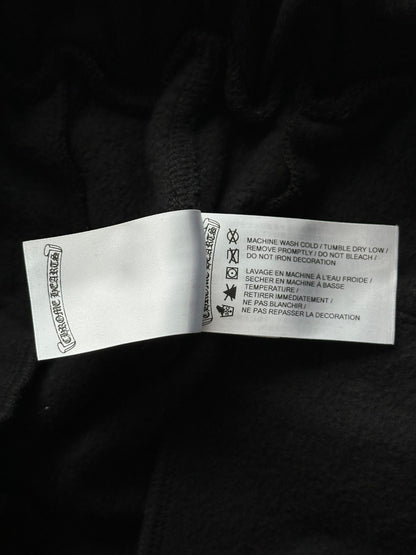 CHROME HEARTS
CHROME HEARTS
MACHINE WASH COLD / TUMBLE DRY LOW /
REMOVE PROMPTLY / DO NOT BLEACH /
DO NOT IRON DECORATION
LAVAGE EN MACHINE À L'EAU FROIDE /
SECHER EN MACHINE À BASSE
TEMPERATURE /
RETIRER IMMÉDIATEMENT /
NE PAS BLANCHIR /
NE PAS REPASSER LA DECORATION